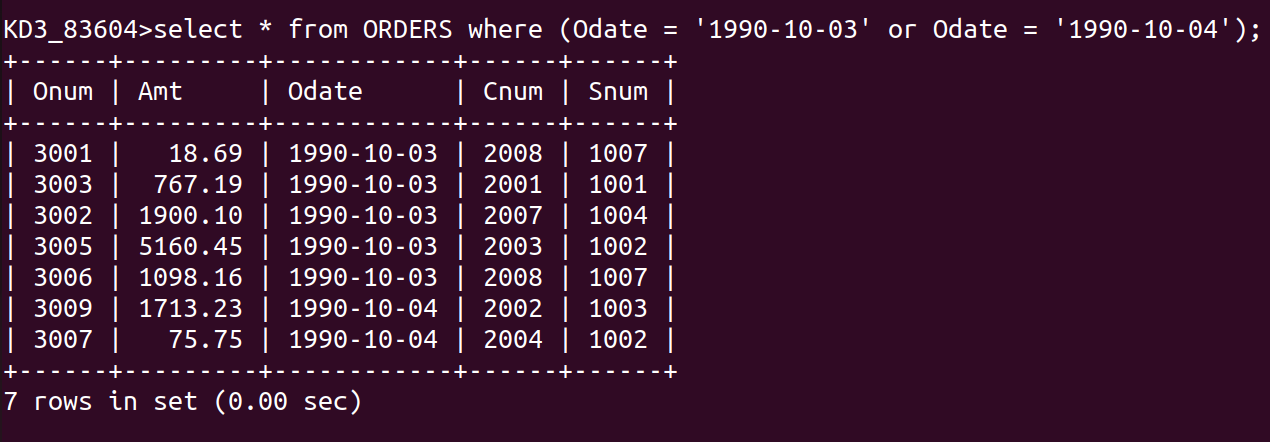 KD3_83604>select * from ORDERS where (Odate = '1990-10-03' or Odate = '1990-10-04');
+------+---------+------------+------+------+
| Onum | Amt     | Odate      | Cnum | Snum |
+------+---------+------------+------+------+
| 3001 |   18.69 | 1990-10-03 | 2008 | 1007 |
| 3003 |  767.19 | 1990-10-03 | 2001 | 1001 |
| 3002 | 1900.10 | 1990-10-03 | 2007 | 1004 |
| 3005 | 5160.45 | 1990-10-03 | 2003 | 1002 |
| 3006 | 1098.16 | 1990-10-03 | 2008 | 1007 |
| 3009 | 1713.23 | 1990-10-04 | 2002 | 1003 |
| 3007 |   75.75 | 1990-10-04 | 2004 | 1002 |
+------+---------+------------+------+------+
7 rows in set (0.00 sec)